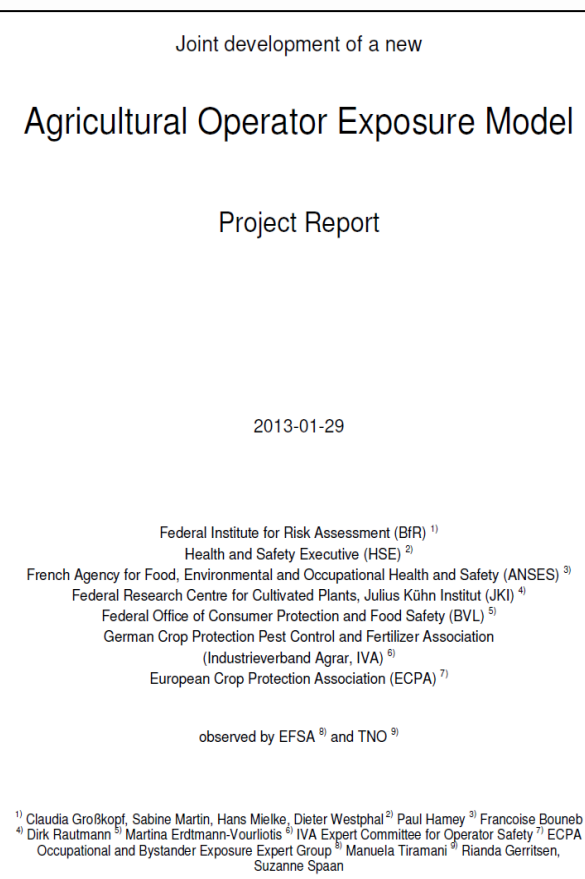 Joint development of a new
Agricultural Operator Exposure Model
Project Report
2013-01-29
Federal Institute for Risk Assessment (BfR) 1)
Health and Safety Executive (HSE) 2)
French Agency for Food, Environmental and Occupational Health and Safety (ANSES) 3)
Federal Research Centre for Cultivated Plants, Julius Kühn Institut (JKI) 4)
Federal Office of Consumer Protection and Food Safety (BVL) 5)
German Crop Protection Pest Control and Fertilizer Association
(Industrieverband Agrar, IVA) 6)
European Crop Protection Association (ECPA) 7)
observed by EFSA 8) and TNO 9)
1) Claudia Großkopf, Sabine Martin, Hans Mielke, Dieter Westphal 2) Paul Hamey 3) Francoise Bouneb
4) Dirk Rautmann 5) Martina Erdtmann-Vourliotis 6) IVA Expert Committee for Operator Safety 7) ECPA
Occupational and Bystander Exposure Expert Group 8) Manuela Tiramani 9) Rianda Gerritsen,
Suzanne Spaan